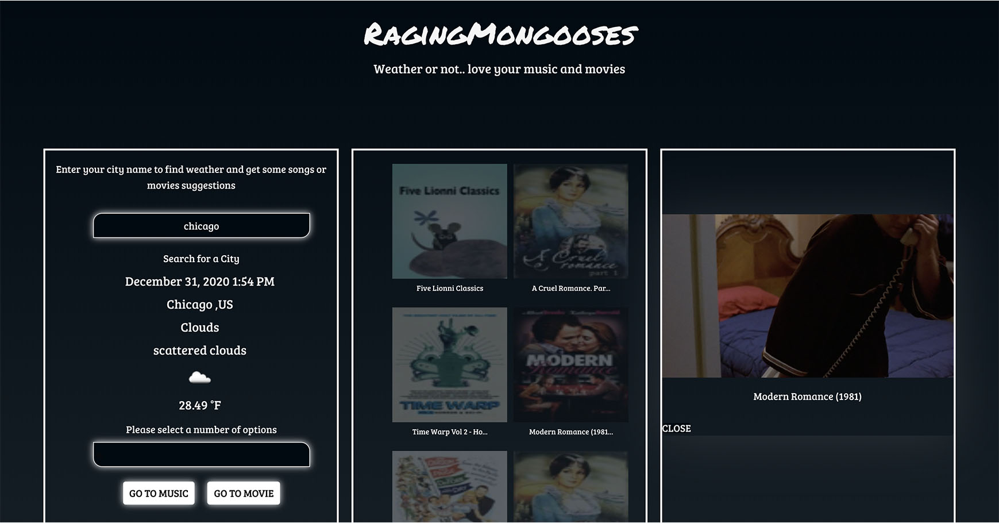 RagingMongooses
Weather or not.. love your music and movies
Enter your city name to find weather and get some songs or
movies suggestions
chicago
Search for a City
December 31, 2020 1:54 PM
Chicago ,US
Clouds
scattered clouds
28.49 °F
Please select a number of options
GO TO MUSIC
GO TO MOVIE
Five Lionni Classics
A Cruel
romance
part 1
Five Lionni Classics
A Cruel Romance. Par...
TIME WARP
MODERN
Romance
Time Warp Vol 2 - Ho...
Modern Romance (1981...
Modern Romance (1981)
CLOSE